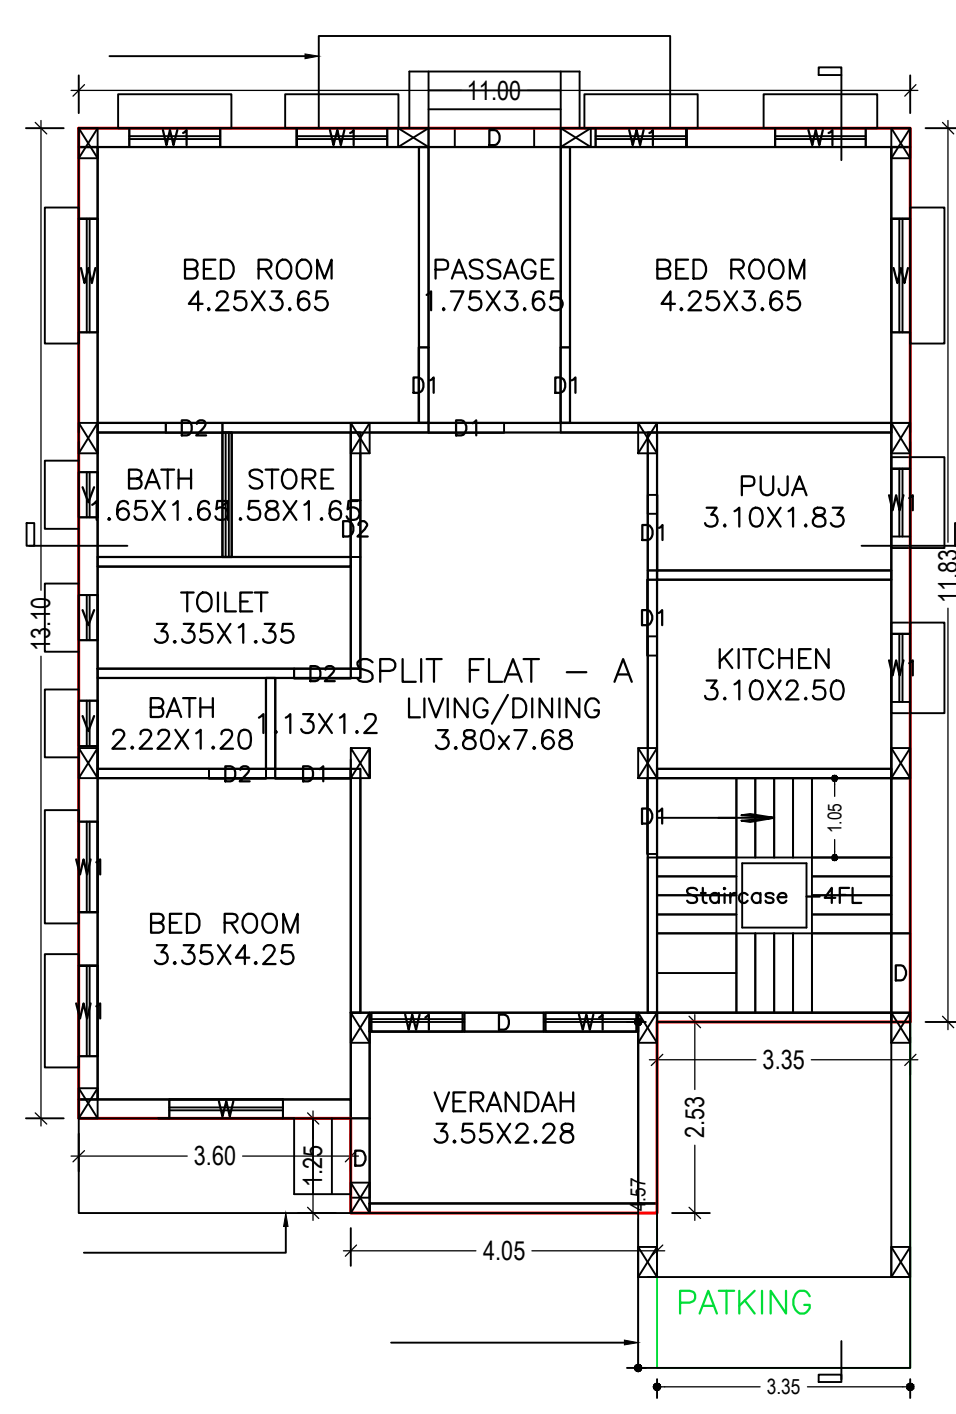 11.00
W1
W1
D
W1
W1
W
BED ROOM
4.25X3.65
PASSAGE
1.75X3.65
BED ROOM
4.25X3.65
W
D1
D1
D2
D1
BATH
1.65X1.65
STORE
1.58X1.65
PUJA
3.10X1.83
V
D2
D1
W1
11.83
13.10
TOILET
3.35X1.35
V
D1
KITCHEN
3.10X2.50
W1
D2
SPLIT FLAT - A
LIVING/DINING
3.80x7.68
BATH
2.22X1.20
1.13X1.2
V
D2
D1
D1
1.05
W1
Staircase -4FL
BED ROOM
3.35X4.25
D
W1
W1
D
W1
3.35
W
VERANDAH
3.55X2.28
2.53
3.60
1.25
D
4.57
4.05
PATKING
3.35